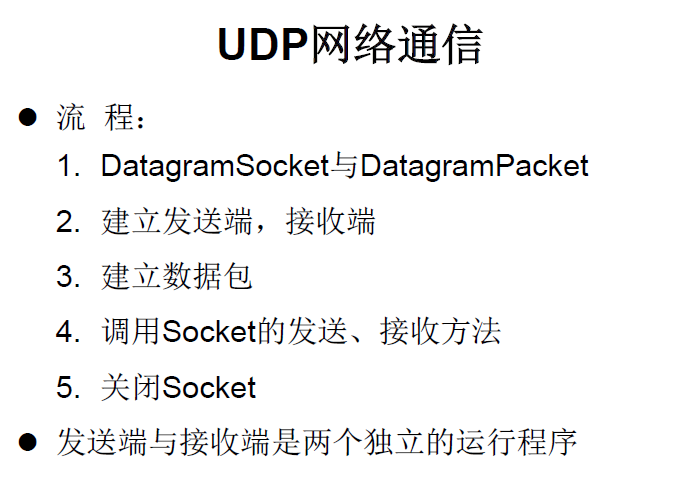 UDP网络通信
● 流 程：
1. DatagramSocket与DatagramPacket
2. 建立发送端，接收端
3. 建立数据包
4. 调用Socket的发送、接收方法
5. 关闭Socket
● 发送端与接收端是两个独立的运行程序